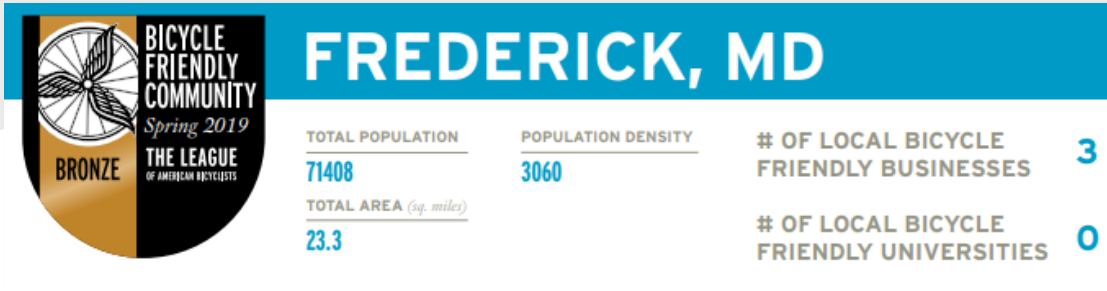 BICYCLE
FRIENDLY
COMMUNITY
Spring 2019
THE LEAGUE
OF AMERICAN BICYCLISTS
BRONZE
FREDERICK, MD
TOTAL POPULATION
71408
POPULATION DENSITY
3060
TOTAL AREA (sq. miles)
23.3
# OF LOCAL BICYCLE
FRIENDLY BUSINESSES
3
# OF LOCAL BICYCLE
FRIENDLY UNIVERSITIES
0